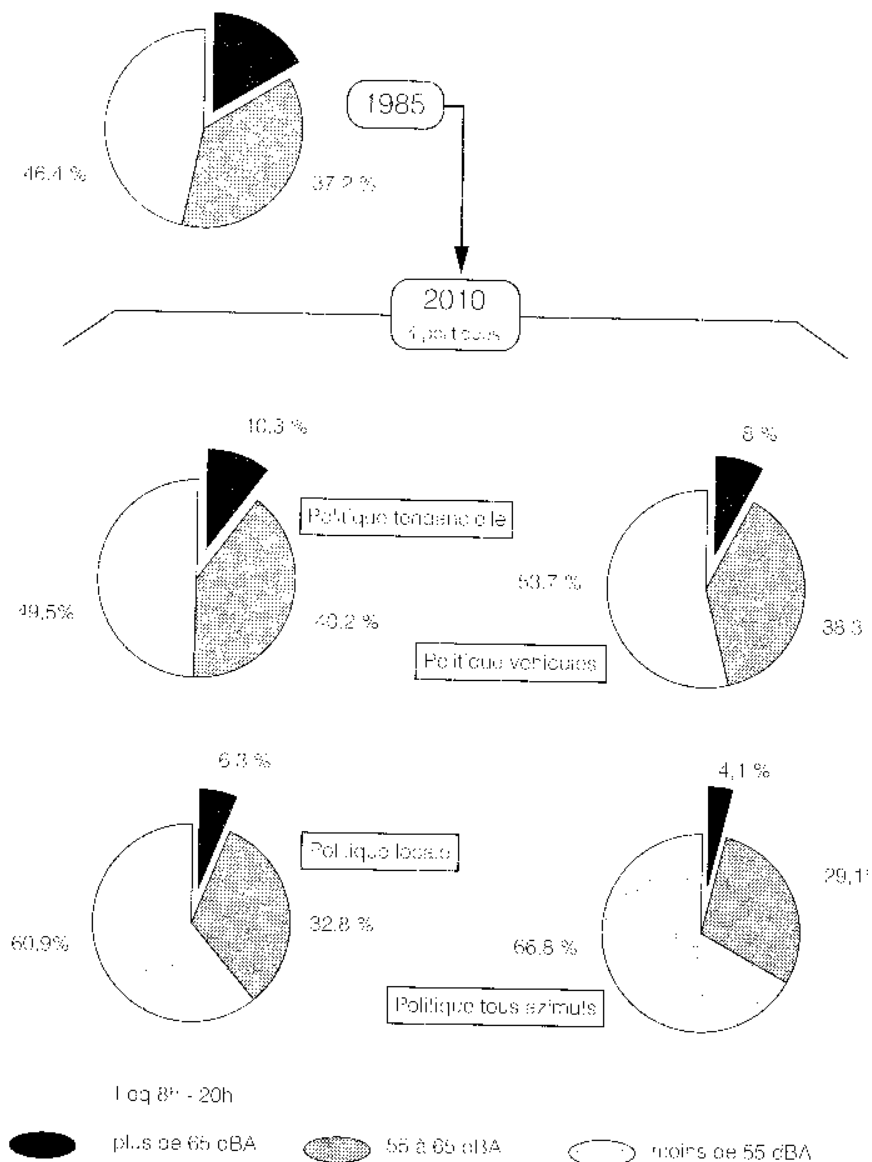 1985
46.4 %
37.2 %
2010
4 politiques
10,3 %
8 %
Politique tendancielle
53.7 %
49,5%
40.2 %
38.3
Politique véhicules
6.3 %
4,1 %
Politique locale
29,1%
60.9%
32.8 %
66.8 %
Politique tous azimuts
Leq 8h - 20h
plus de 65 dBA
55 à 65 dBA
moins de 55 dBA